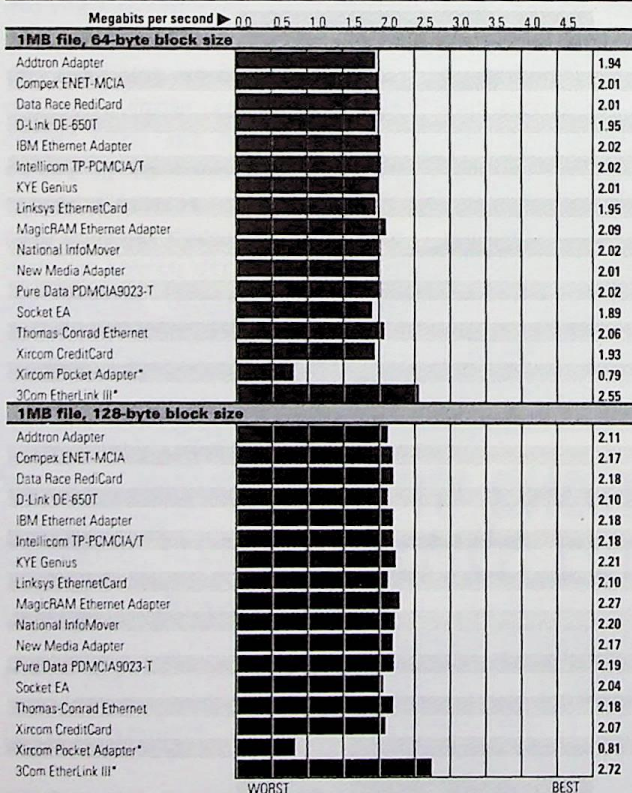 Megabits per second ▶ 0.0 0.5 1.0 1.5 2.0 2.5 3.0 3.5 4.0 4.5
1MB file, 64-byte block size
Addtron Adapter 1.94
Compex ENET-MCIA 2.01
Data Race RediCard 2.01
D-Link DE-650T 1.95
IBM Ethernet Adapter 2.02
Intellicom TP-PCMCIA/T 2.02
KYE Genius 2.01
Linksys EthernetCard 1.95
MagicRAM Ethernet Adapter 2.09
National InfoMover 2.02
New Media Adapter 2.01
Pure Data PDMCIA9023-T 2.02
Socket EA 1.89
Thomas-Conrad Ethernet 2.06
Xircom CreditCard 1.93
Xircom Pocket Adapter* 0.79
3Com EtherLink III* 2.55
1MB file, 128-byte block size
Addtron Adapter 2.11
Compex ENET-MCIA 2.17
Data Race RediCard 2.18
D-Link DE-650T 2.10
IBM Ethernet Adapter 2.18
Intellicom TP-PCMCIA/T 2.18
KYE Genius 2.21
Linksys EthernetCard 2.10
MagicRAM Ethernet Adapter 2.27
National InfoMover 2.20
New Media Adapter 2.17
Pure Data PDMCIA9023-T 2.19
Socket EA 2.04
Thomas-Conrad Ethernet 2.18
Xircom CreditCard 2.07
Xircom Pocket Adapter* 0.81
3Com EtherLink III* 2.72
WORST BEST